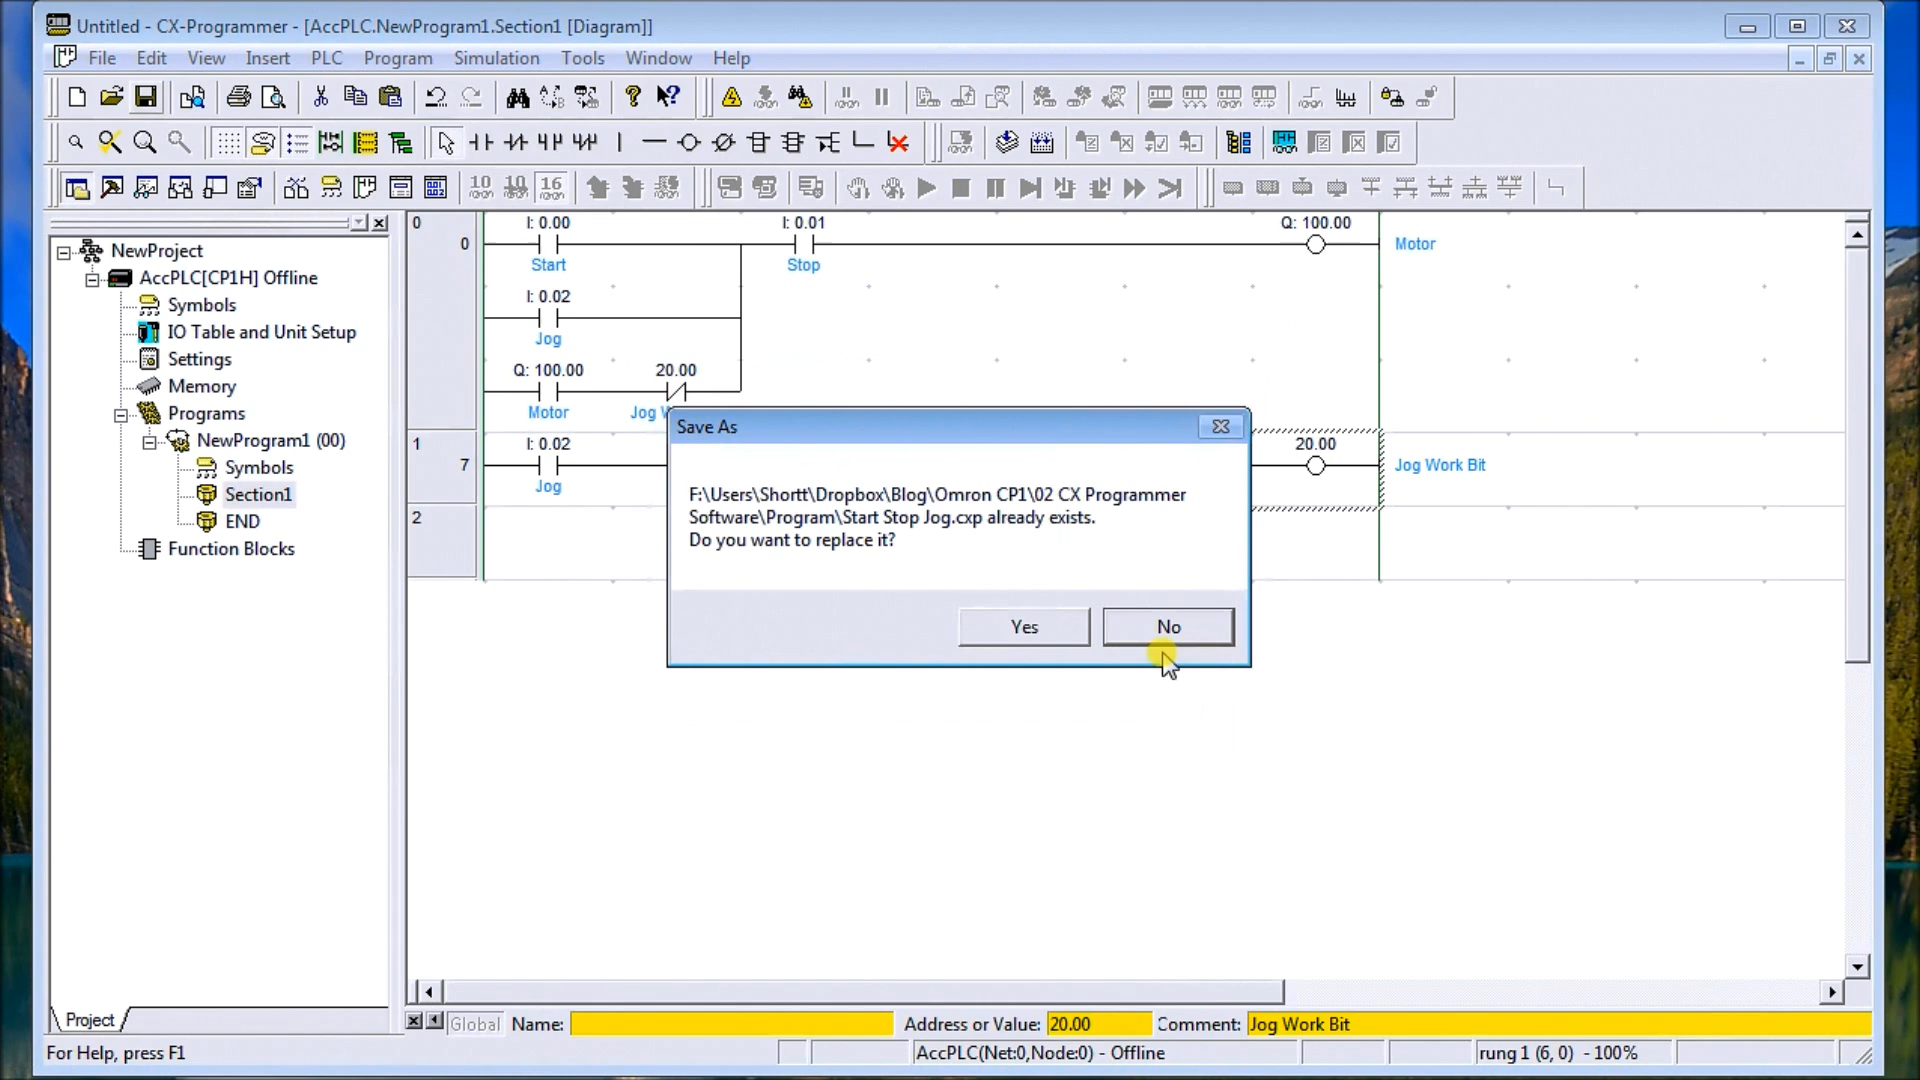 Untitled - CX-Programmer - [AccPLC.NewProgram1.Section1 [Diagram]]
File Edit View Insert PLC Program Simulation Tools Window Help
10 10 16
NewProject
AccPLC[CP1H] Offline
Symbols
IO Table and Unit Setup
Settings
Memory
Programs
NewProgram1 (00)
Symbols
Section1
END
Function Blocks
Project
0
0
I: 0.00
Start
I: 0.01
Stop
Q: 100.00
Motor
I: 0.02
Jog
Q: 100.00
Motor
20.00
Jog W
1
7
I: 0.02
Jog
20.00
Jog Work Bit
2
Save As
F:\Users\Shortt\Dropbox\Blog\Omron CP1\02 CX Programmer
Software\Program\Start Stop Jog.cxp already exists.
Do you want to replace it?
Yes No
Global Name: Address or Value: 20.00 Comment: Jog Work Bit
For Help, press F1
AccPLC(Net:0,Node:0) - Offline
rung 1 (6, 0) - 100%